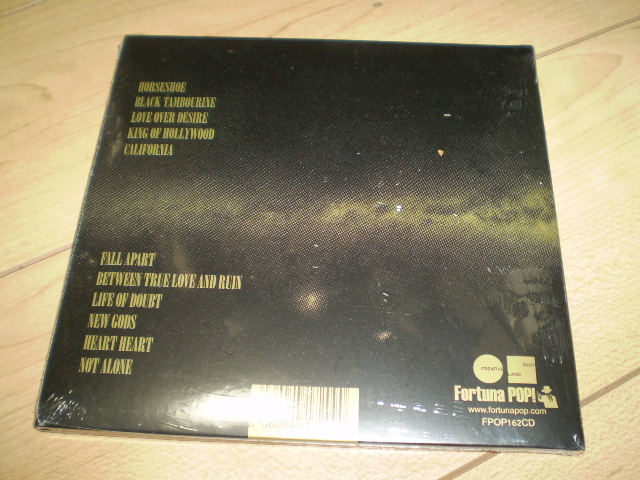 HORSESHOE
BLACK TAMBOURINE
LOVE OVER DESIRE
KING OF HOLLYWOOD
CALIFORNIA
FALL APART
BETWEEN TRUE LOVE AND RUIN
LIFE OF DOUBT
NEW GODS
HEART HEART
NOT ALONE
CREATIVE SCOT
LAND
Fortuna POP!
www.fortunapop.com
FPOP162CD